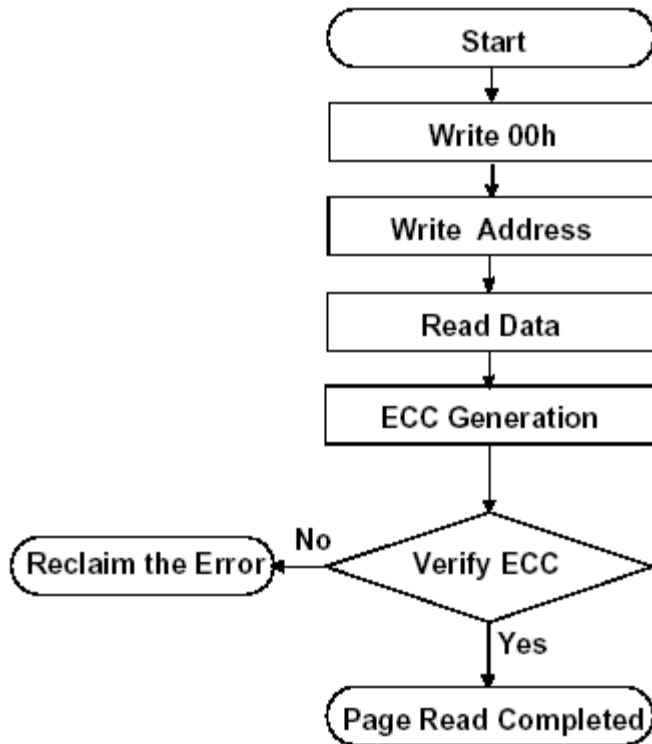 Start
Write 00h
Write Address
Read Data
ECC Generation
Verify ECC
No
Reclaim the Error
Yes
Page Read Completed